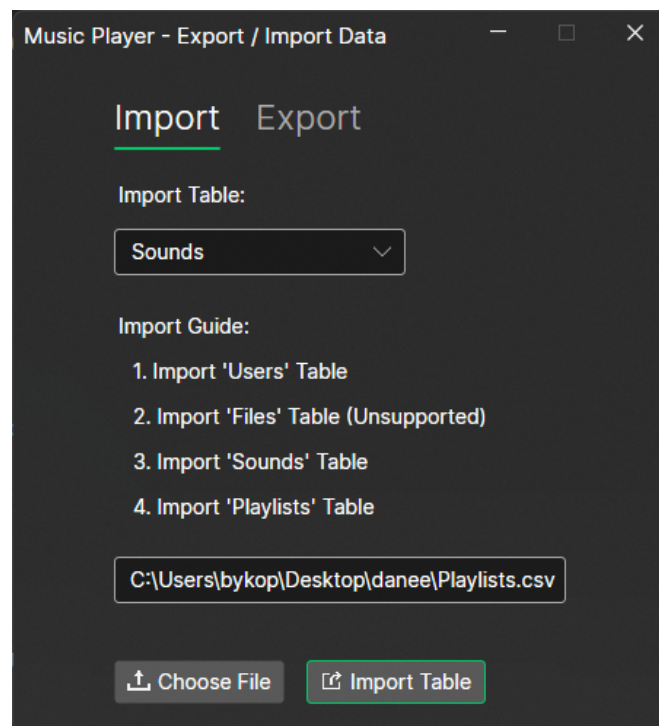 Music Player - Export / Import Data
Import Export
Import Table:
Sounds
Import Guide:
1. Import 'Users' Table
2. Import 'Files' Table (Unsupported)
3. Import 'Sounds' Table
4. Import 'Playlists' Table
C:\Users\bykop\Desktop\danee\Playlists.csv
Choose File Import Table